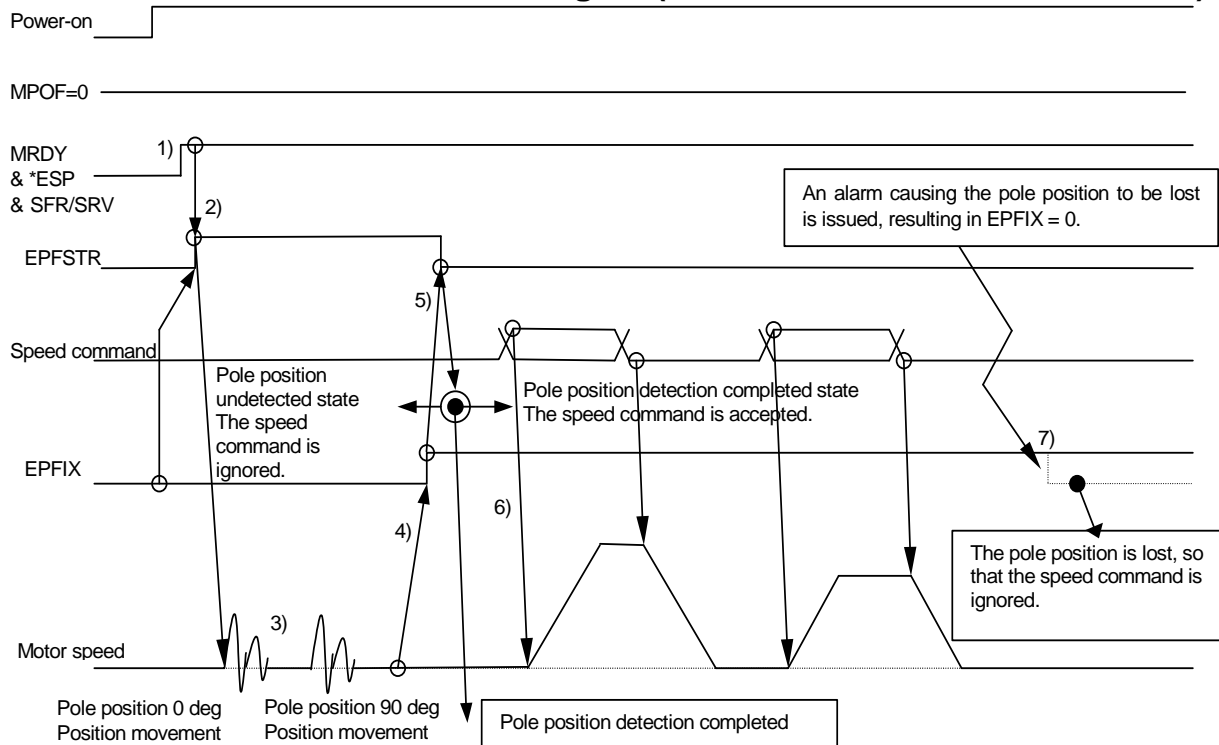 Power-on
MPOF=0
MRDY
& *ESP
& SFR/SRV
1)
2)
An alarm causing the pole position to be lost
is issued, resulting in EPFIX = 0.
EPFSTR
5)
Speed command
Pole position
undetected state
The speed
command is
ignored.
Pole position detection completed state
The speed command is accepted.
EPFIX
7)
4)
6)
The pole position is lost, so
that the speed command is
ignored.
3)
Motor speed
Pole position 0 deg
Position movement
Pole position 90 deg
Position movement
Pole position detection completed